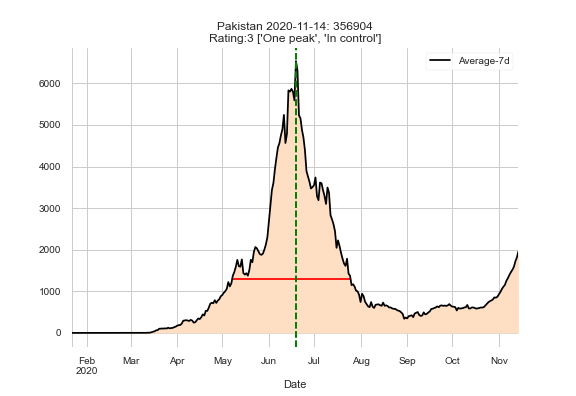 Pakistan 2020-11-14: 356904
Rating:3 ['One peak', 'In control']
Average-7d
6000
5000
4000
3000
2000
1000
0
Feb Mar Apr May Jun Jul Aug Sep Oct Nov
2020
Date